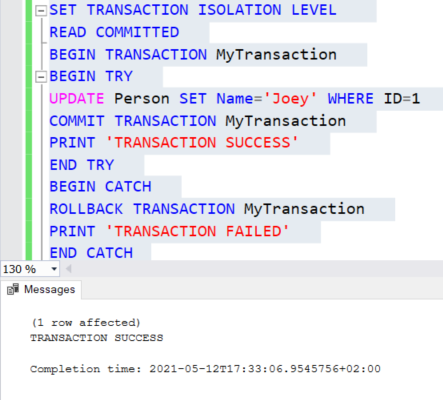 SET TRANSACTION ISOLATION LEVEL
READ COMMITTED
BEGIN TRANSACTION MyTransaction
BEGIN TRY
UPDATE Person SET Name='Joey' WHERE ID=1
COMMIT TRANSACTION MyTransaction
PRINT 'TRANSACTION SUCCESS'
END TRY
BEGIN CATCH
ROLLBACK TRANSACTION MyTransaction
PRINT 'TRANSACTION FAILED'
END CATCH
130 %
Messages
(1 row affected)
TRANSACTION SUCCESS
Completion time: 2021-05-12T17:33:06.9545756+02:00